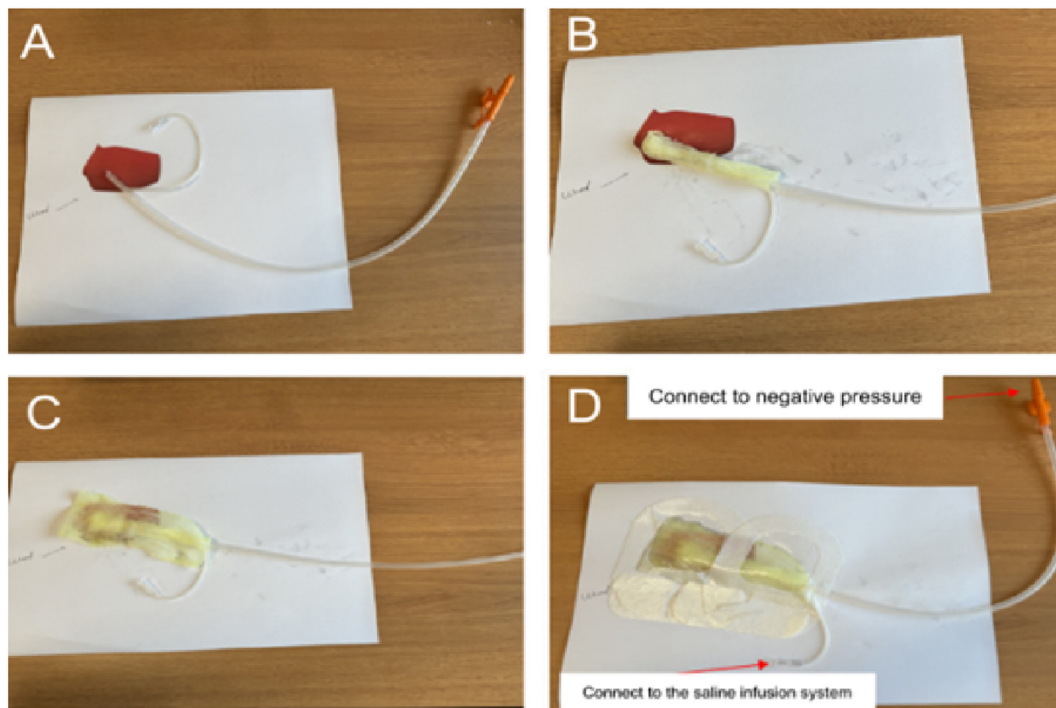 A
B
C
D
Connect to negative pressure
Connect to the saline infusion system